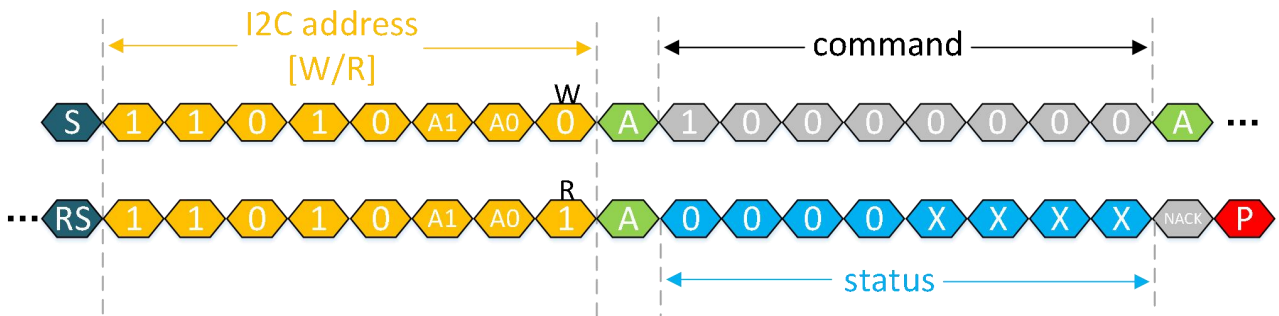 I2C address
[W/R]
command
W
S 1 1 0 1 0 A1 A0 0 A 1 0 0 0 0 0 0 0 A ...
R
... RS 1 1 0 1 0 A1 A0 1 A 0 0 0 0 X X X X NACK P
status